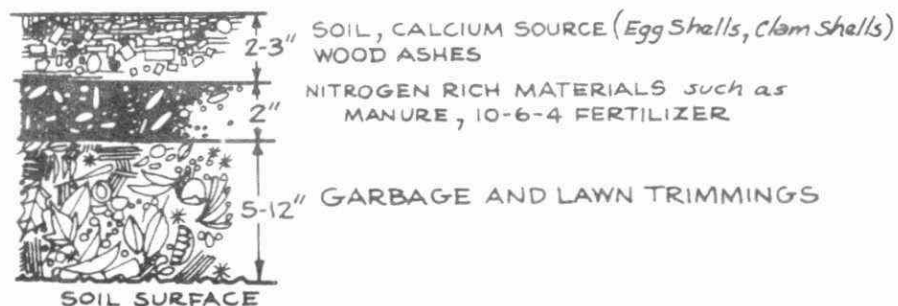 2-3" SOIL, CALCIUM SOURCE (Egg Shells, Clam Shells)
WOOD ASHES
2" NITROGEN RICH MATERIALS such as
MANURE, 10-6-4 FERTILIZER
5-12" GARBAGE AND LAWN TRIMMINGS
SOIL SURFACE